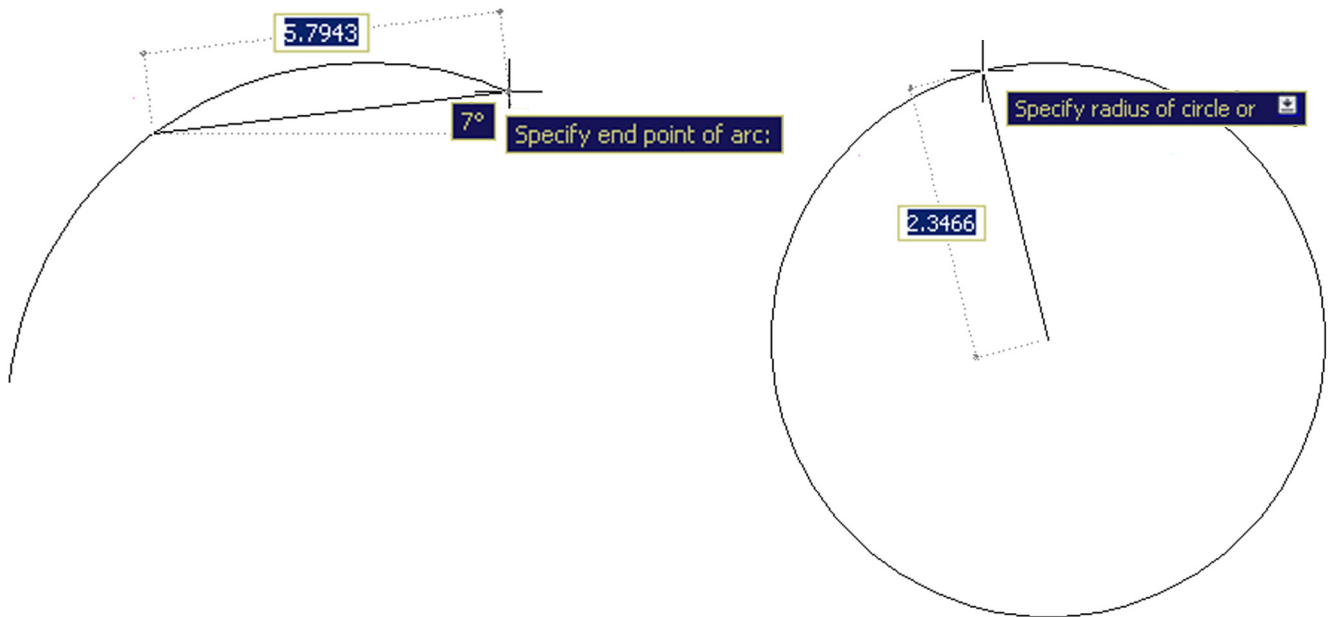 5.7943
7°
Specify end point of arc:
Specify radius of circle or
2.3466